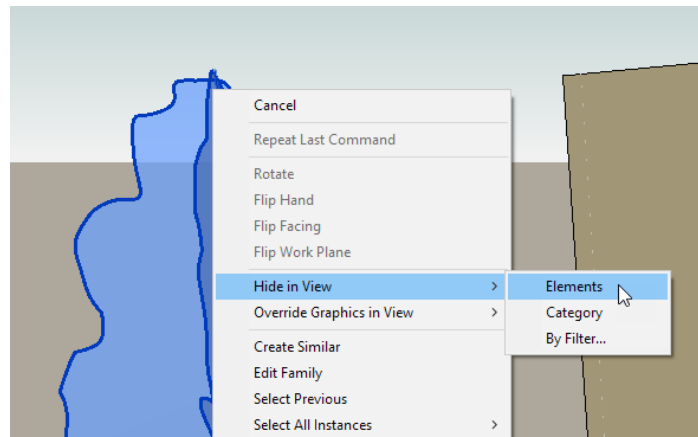 Cancel
Repeat Last Command
Rotate
Flip Hand
Flip Facing
Flip Work Plane
Hide in View
Elements
Override Graphics in View
Category
By Filter...
Create Similar
Edit Family
Select Previous
Select All Instances